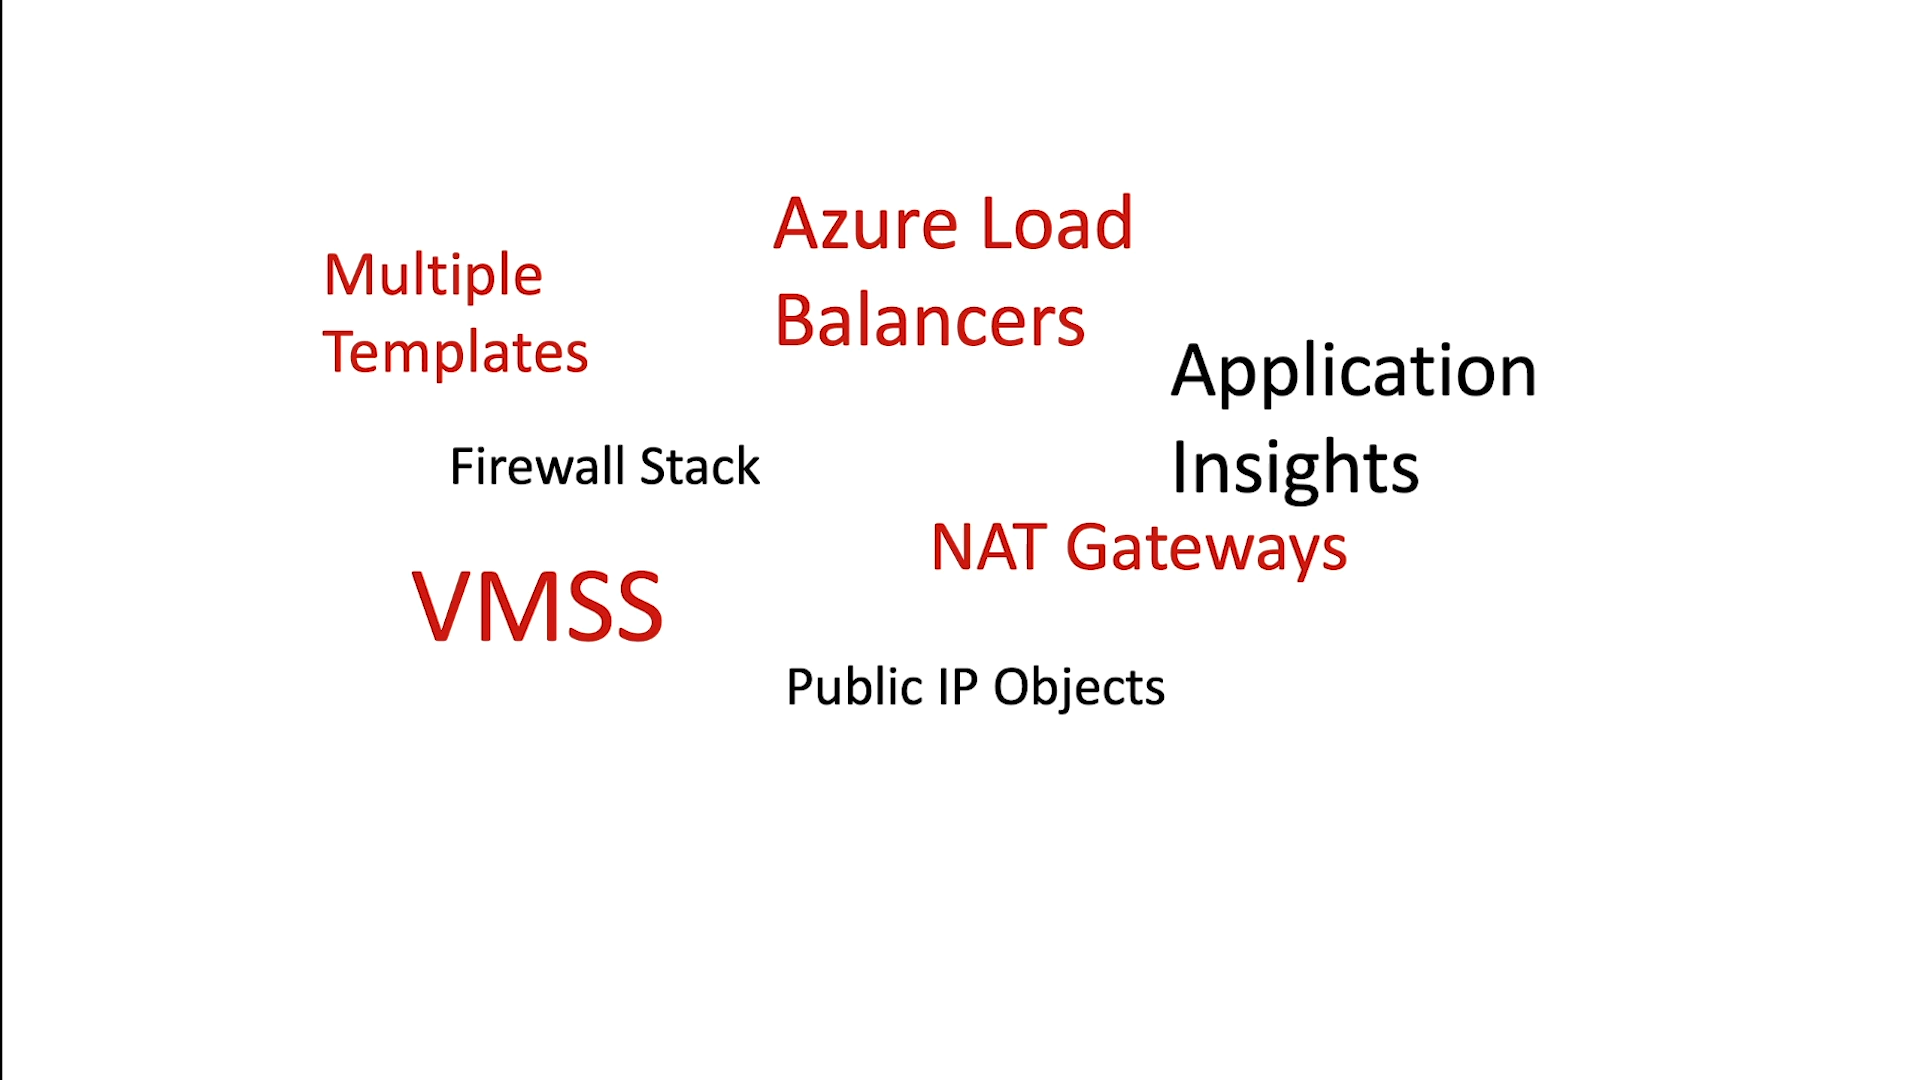 Azure Load
Balancers
Multiple
Templates
Application
Insights
Firewall Stack
NAT Gateways
VMSS
Public IP Objects